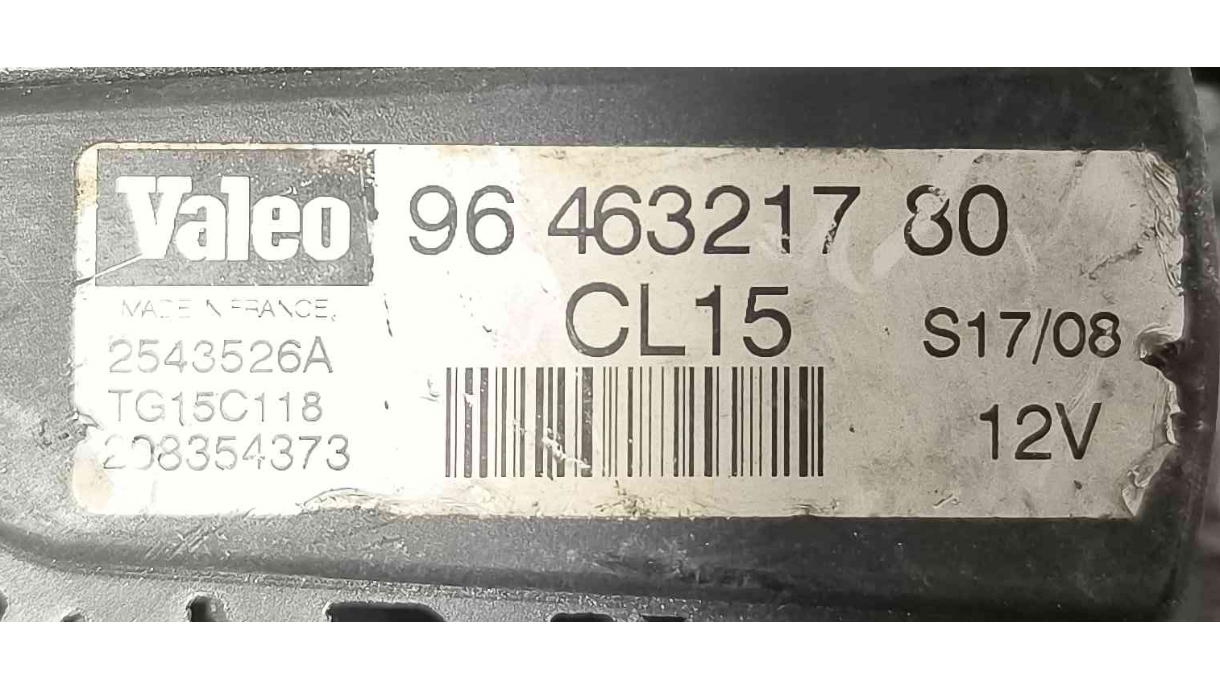 Valeo
96 463217 80
CL15
MADE IN FRANCE
S17/08
2543526A
TG15C118
12V
208354373